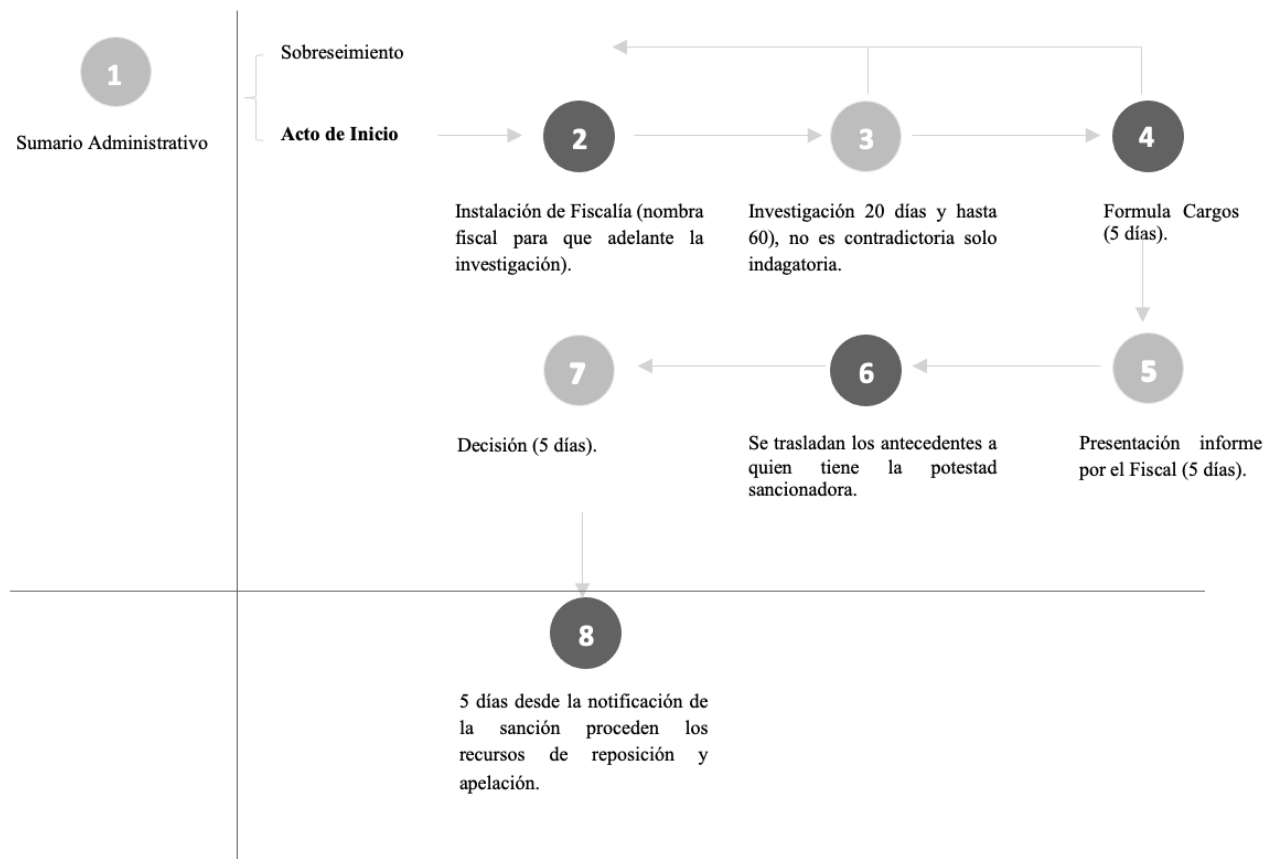 1
Sumario Administrativo
Sobreseimiento
Acto de Inicio
2
Instalación de Fiscalía (nombra
fiscal para que adelante la
investigación).
3
Investigación 20 días y hasta
60), no es contradictoria solo
indagatoria.
4
Formula Cargos
(5 días).
5
Presentación informe
por el Fiscal (5 días).
6
Se trasladan los antecedentes a
quien tiene la potestad
sancionadora.
7
Decisión (5 días).
8
5 días desde la notificación de
la sanción proceden los
recursos de reposición y
apelación.